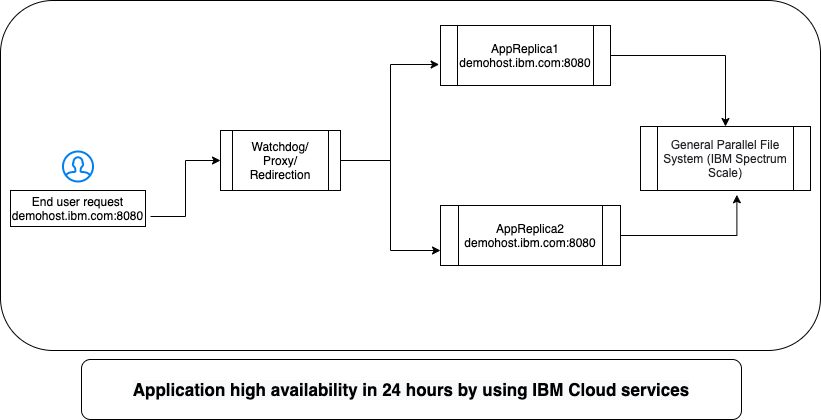 End user request
demohost.ibm.com:8080
Watchdog/
Proxy/
Redirection
AppReplica1
demohost.ibm.com:8080
AppReplica2
demohost.ibm.com:8080
General Parallel File
System (IBM Spectrum
Scale)
Application high availability in 24 hours by using IBM Cloud services